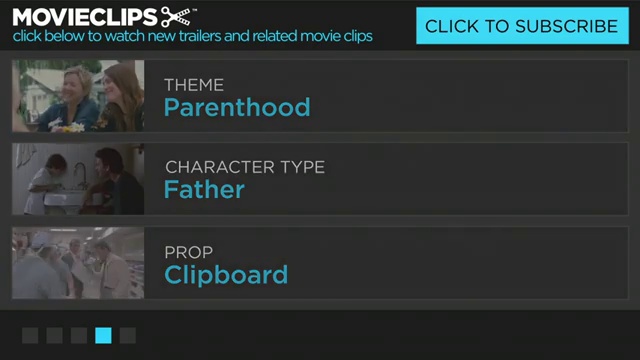 MOVIECLIPS™
click below to watch new trailers and related movie clips
CLICK TO SUBSCRIBE
THEME
Parenthood
CHARACTER TYPE
Father
PROP
Clipboard